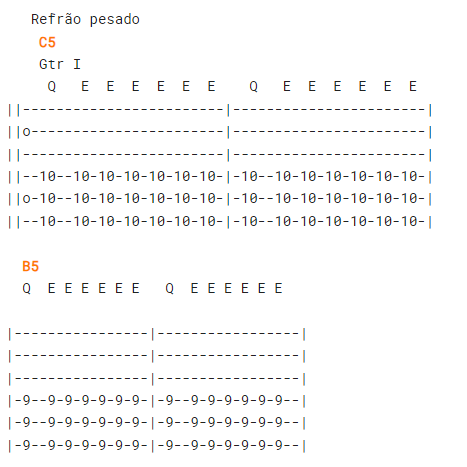 Refrão pesado
C5
Gtr I
Q   E  E  E  E  E  E    Q   E  E  E  E  E  E
||------------------------|-----------------------|
||o-----------------------|-----------------------|
||------------------------|-----------------------|
||--10--10-10-10-10-10-10-|-10--10-10-10-10-10-10-|
||o-10--10-10-10-10-10-10-|-10--10-10-10-10-10-10-|
||--10--10-10-10-10-10-10-|-10--10-10-10-10-10-10-|
B5
Q  E E E E E E   Q  E E E E E E
|----------------|-----------------|
|----------------|-----------------|
|----------------|-----------------|
|-9--9-9-9-9-9-9-|-9--9-9-9-9-9-9--|
|-9--9-9-9-9-9-9-|-9--9-9-9-9-9-9--|
|-9--9-9-9-9-9-9-|-9--9-9-9-9-9-9--|